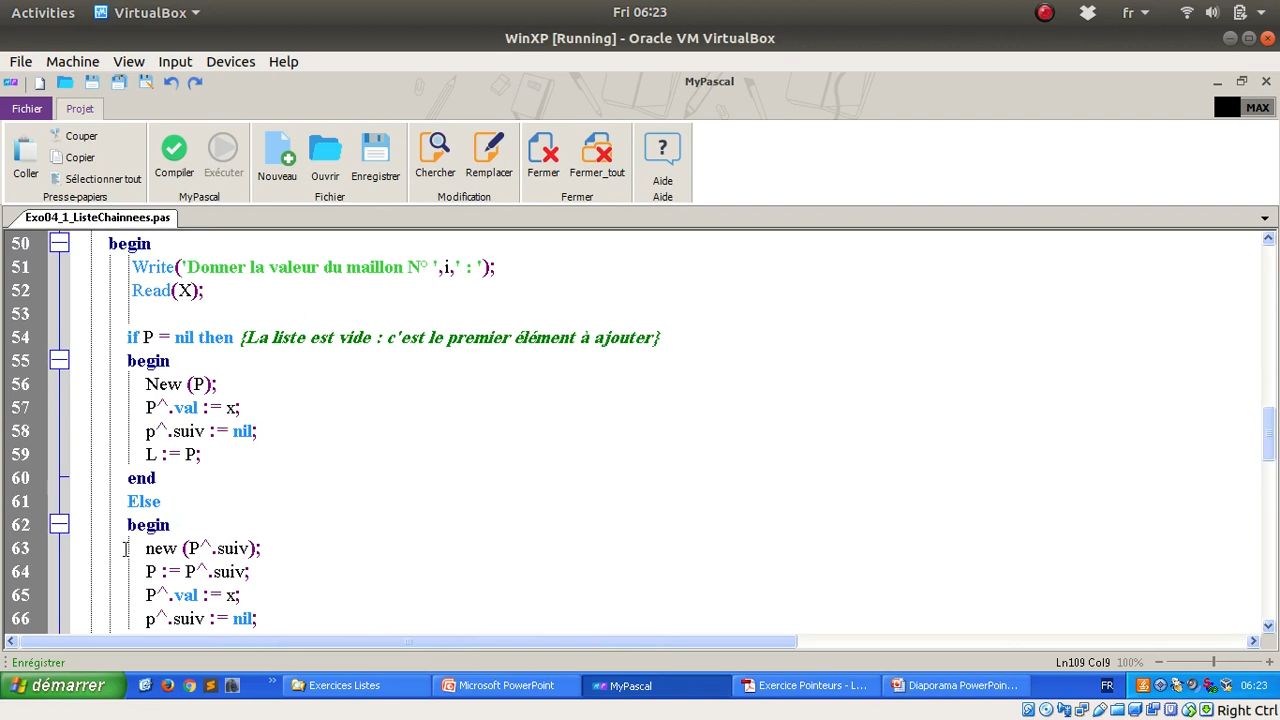 Activities VirtualBox Fri 06:23 fr
WinXP [Running] - Oracle VM VirtualBox
File Machine View Input Devices Help
MyPascal
Fichier Projet MAX
Coller Couper Copier Sélectionner tout
Compiler Exécuter Nouveau Ouvrir Enregistrer Chercher Remplacer Fermer Fermer_tout Aide
Presse-papiers MyPascal Fichier Modification Fermer Aide
Exo04_1_ListeChainnees.pas
50 begin
51 Write('Donner la valeur du maillon N° ',i,' : ');
52 Read(X);
53
54 if P = nil then {La liste est vide : c'est le premier élément à ajouter}
55 begin
56 New (P);
57 P^.val := x;
58 p^.suiv := nil;
59 L := P;
60 end
61 Else
62 begin
63 new (P^.suiv);
64 P := P^.suiv;
65 P^.val := x;
66 p^.suiv := nil;
Enrégistrer Ln109 Col9 100%
démarrer Exercices Listes Microsoft PowerPoint MyPascal Exercice Pointeurs - L... Diaporama PowerPoin... FR 06:23
Right Ctrl